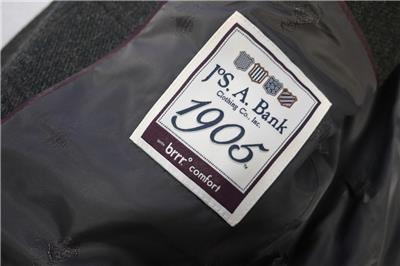 JoS. A. Bank
Clothing Co., Inc.
1905
with brrr.° comfort